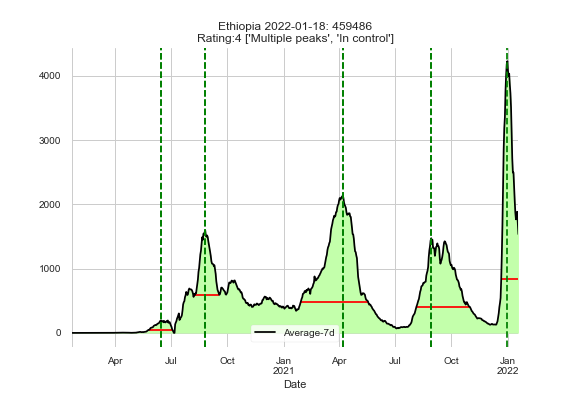 Ethiopia 2022-01-18: 459486
Rating:4 ['Multiple peaks', 'In control']
4000
3000
2000
1000
0
Average-7d
Apr Jul Oct Jan Apr Jul Oct Jan
2021 2022
Date